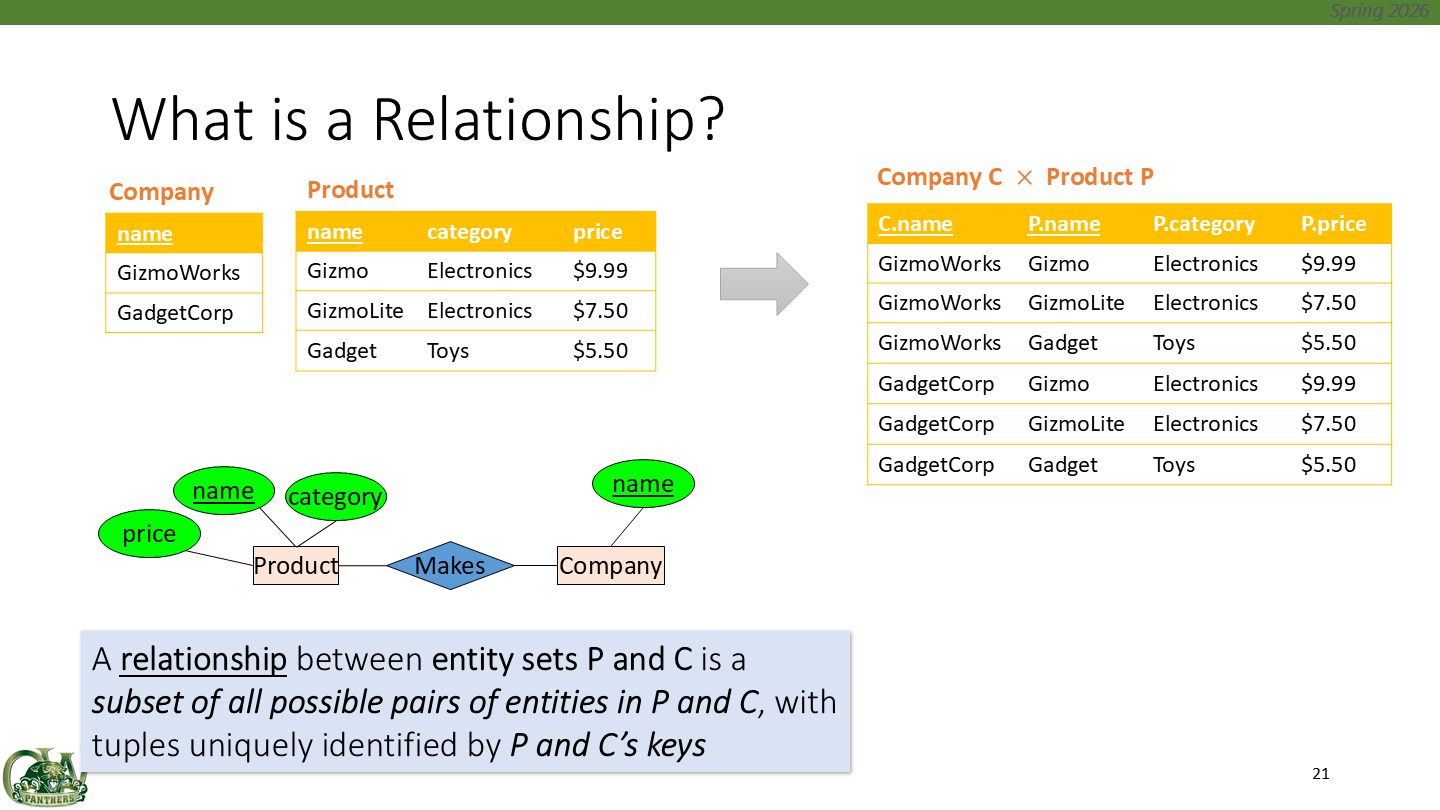 Spring 2026
What is a Relationship?
Company
name
GizmoWorks
GadgetCorp
Product
name category price
Gizmo Electronics $9.99
GizmoLite Electronics $7.50
Gadget Toys $5.50
Company C × Product P
C.name P.name P.category P.price
GizmoWorks Gizmo Electronics $9.99
GizmoWorks GizmoLite Electronics $7.50
GizmoWorks Gadget Toys $5.50
GadgetCorp Gizmo Electronics $9.99
GadgetCorp GizmoLite Electronics $7.50
GadgetCorp Gadget Toys $5.50
name
category
price
Product
Makes
name
Company
A relationship between entity sets P and C is a
subset of all possible pairs of entities in P and C, with
tuples uniquely identified by P and C’s keys
PANTHERS
21